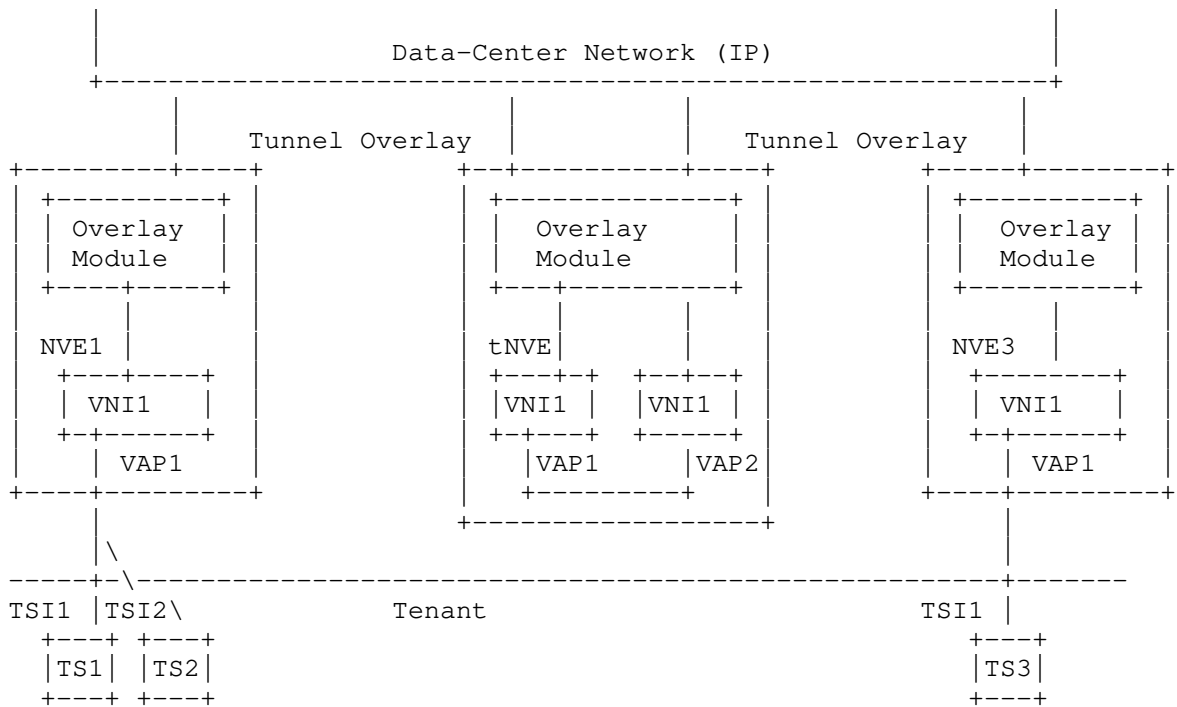 Data-Center Network (IP)
Tunnel Overlay Tunnel Overlay
Overlay Overlay Overlay
Module Module Module
NVE1 tNVE NVE3
VNI1 VNI1 VNI1 VNI1
VAP1 VAP1 VAP2 VAP1
TSI1 TSI2 Tenant TSI1
TS1 TS2 TS3